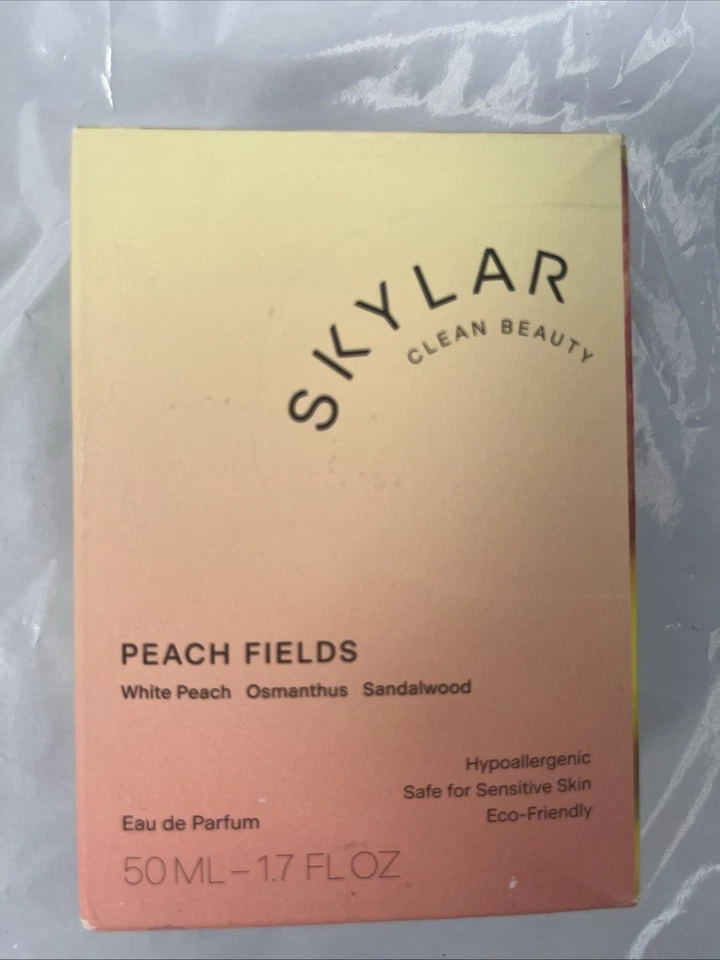 SKYLAR
CLEAN BEAUTY
PEACH FIELDS
White Peach Osmanthus Sandalwood
Hypoallergenic
Safe for Sensitive Skin
Eco-Friendly
Eau de Parfum
50 ML – 1.7 FL OZ